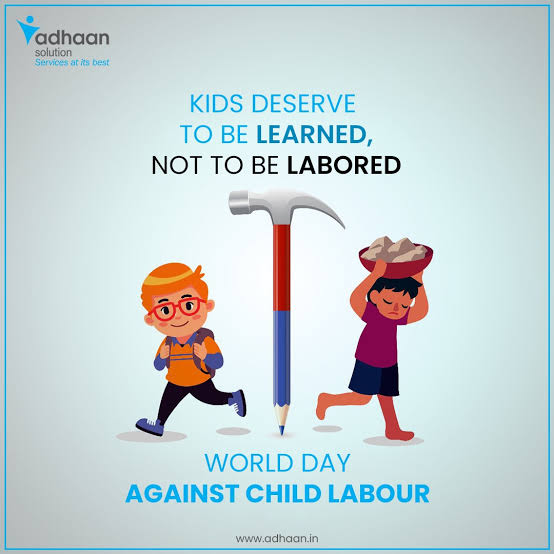 adhaan
solution
Services at its best
KIDS DESERVE
TO BE LEARNED,
NOT TO BE LABORED
WORLD DAY
AGAINST CHILD LABOUR
www.adhaan.in